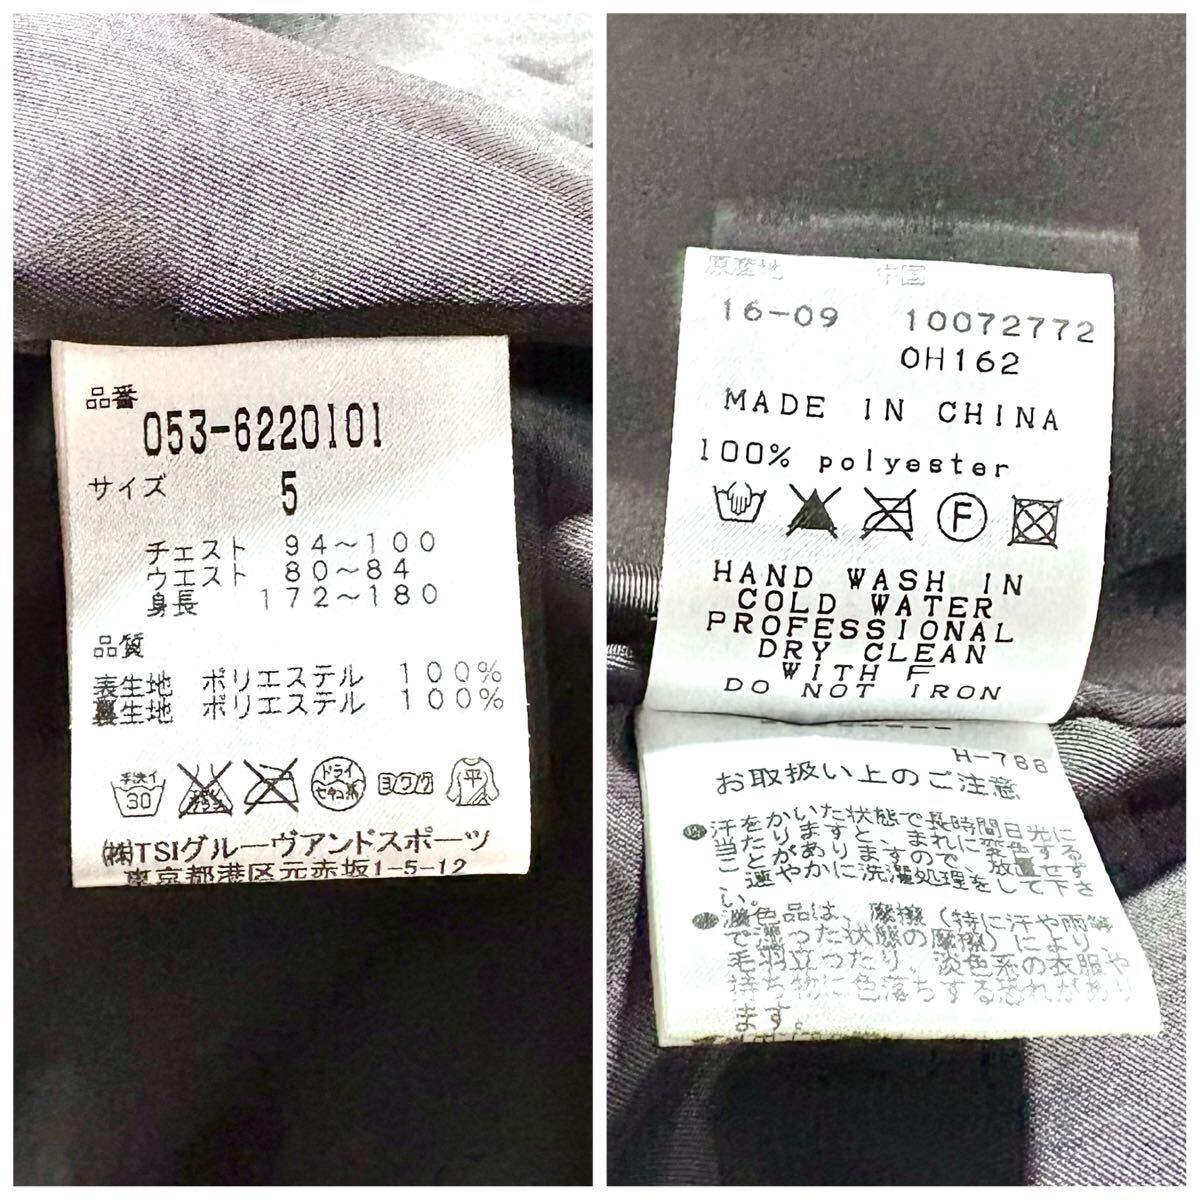 品番
053-6220101
サイズ 5
チェスト 94～100
ウエスト 80～84
身長 172～180
品質
表生地 ポリエステル 100%
裏生地 ポリエステル 100%
手洗イ
30
ドライ
セキユ系
ヨワク
平
(株)TSIグルーヴアンドスポーツ
東京都港区元赤坂1-5-12
原産地 中国
16-09 10072772
0H162
MADE IN CHINA
100% polyester
F
HAND WASH IN
COLD WATER
PROFESSIONAL
DRY CLEAN
WITH F
DO NOT IRON
H-788
お取扱い上のご注意
●汗をかいた状態で長時間日光に
当たりますと、まれに変色する
ことがありますので、放置せず
、速やかに洗濯処理をして下さ
い。
●濃色品は、摩擦(特に汗や雨等
で湿った状態の摩擦)により、
毛羽立ったり、淡色系の衣服や
持ち物に色落ちする恐れがあり
ます。